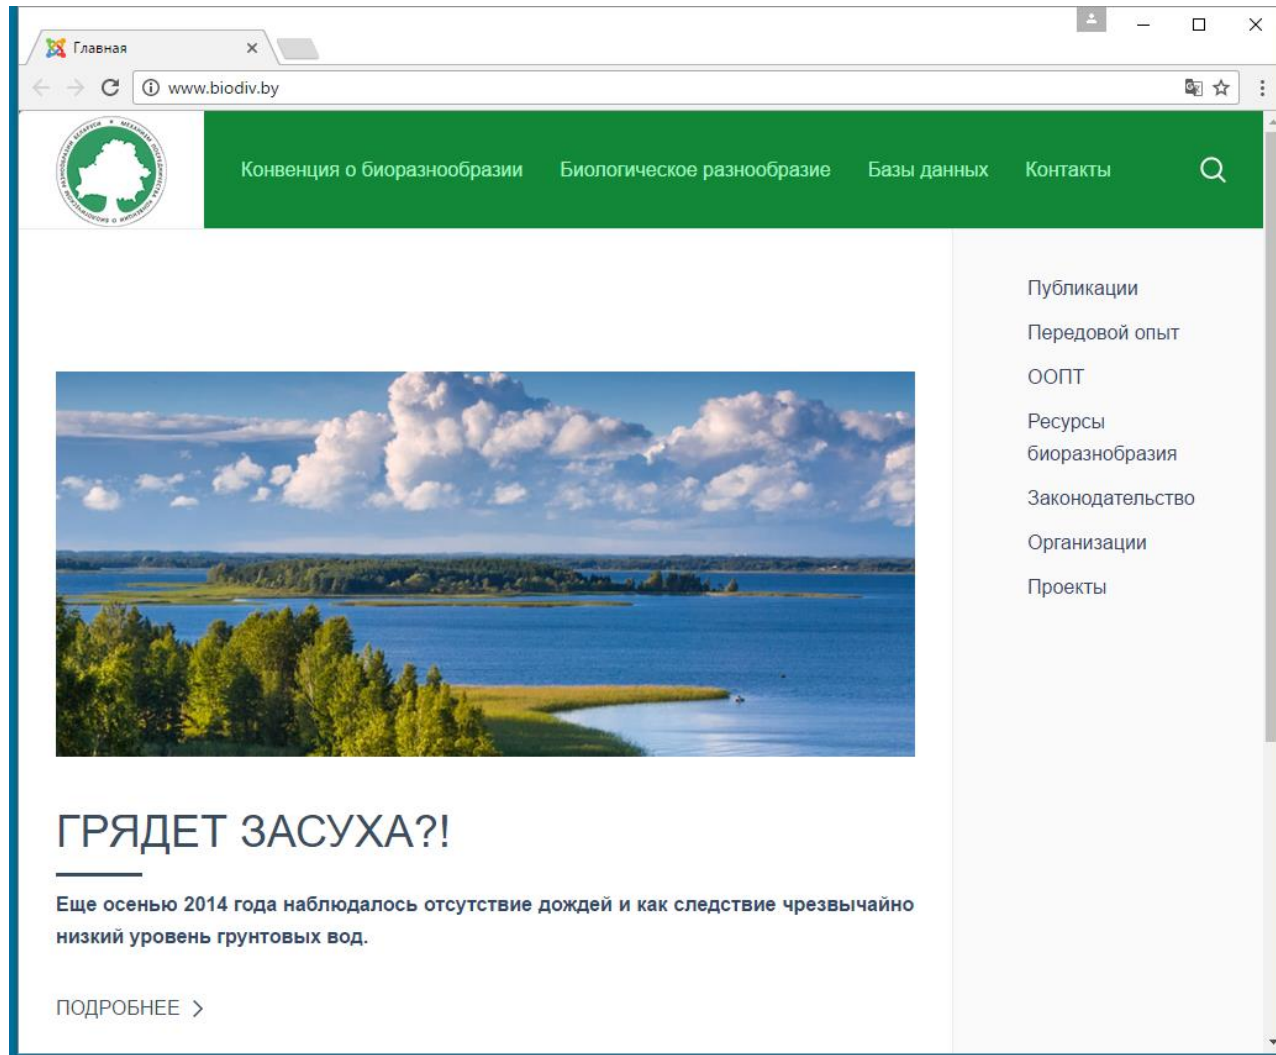 Главная
www.biodiv.by
Конвенция о биоразнообразии Биологическое разнообразие Базы данных Контакты
Публикации
Передовой опыт
ООПТ
Ресурсы
биоразнобразия
Законодательство
Организации
Проекты
ГРЯДЕТ ЗАСУХА?!
Еще осенью 2014 года наблюдалось отсутствие дождей и как следствие чрезвычайно
низкий уровень грунтовых вод.
ПОДРОБНЕЕ